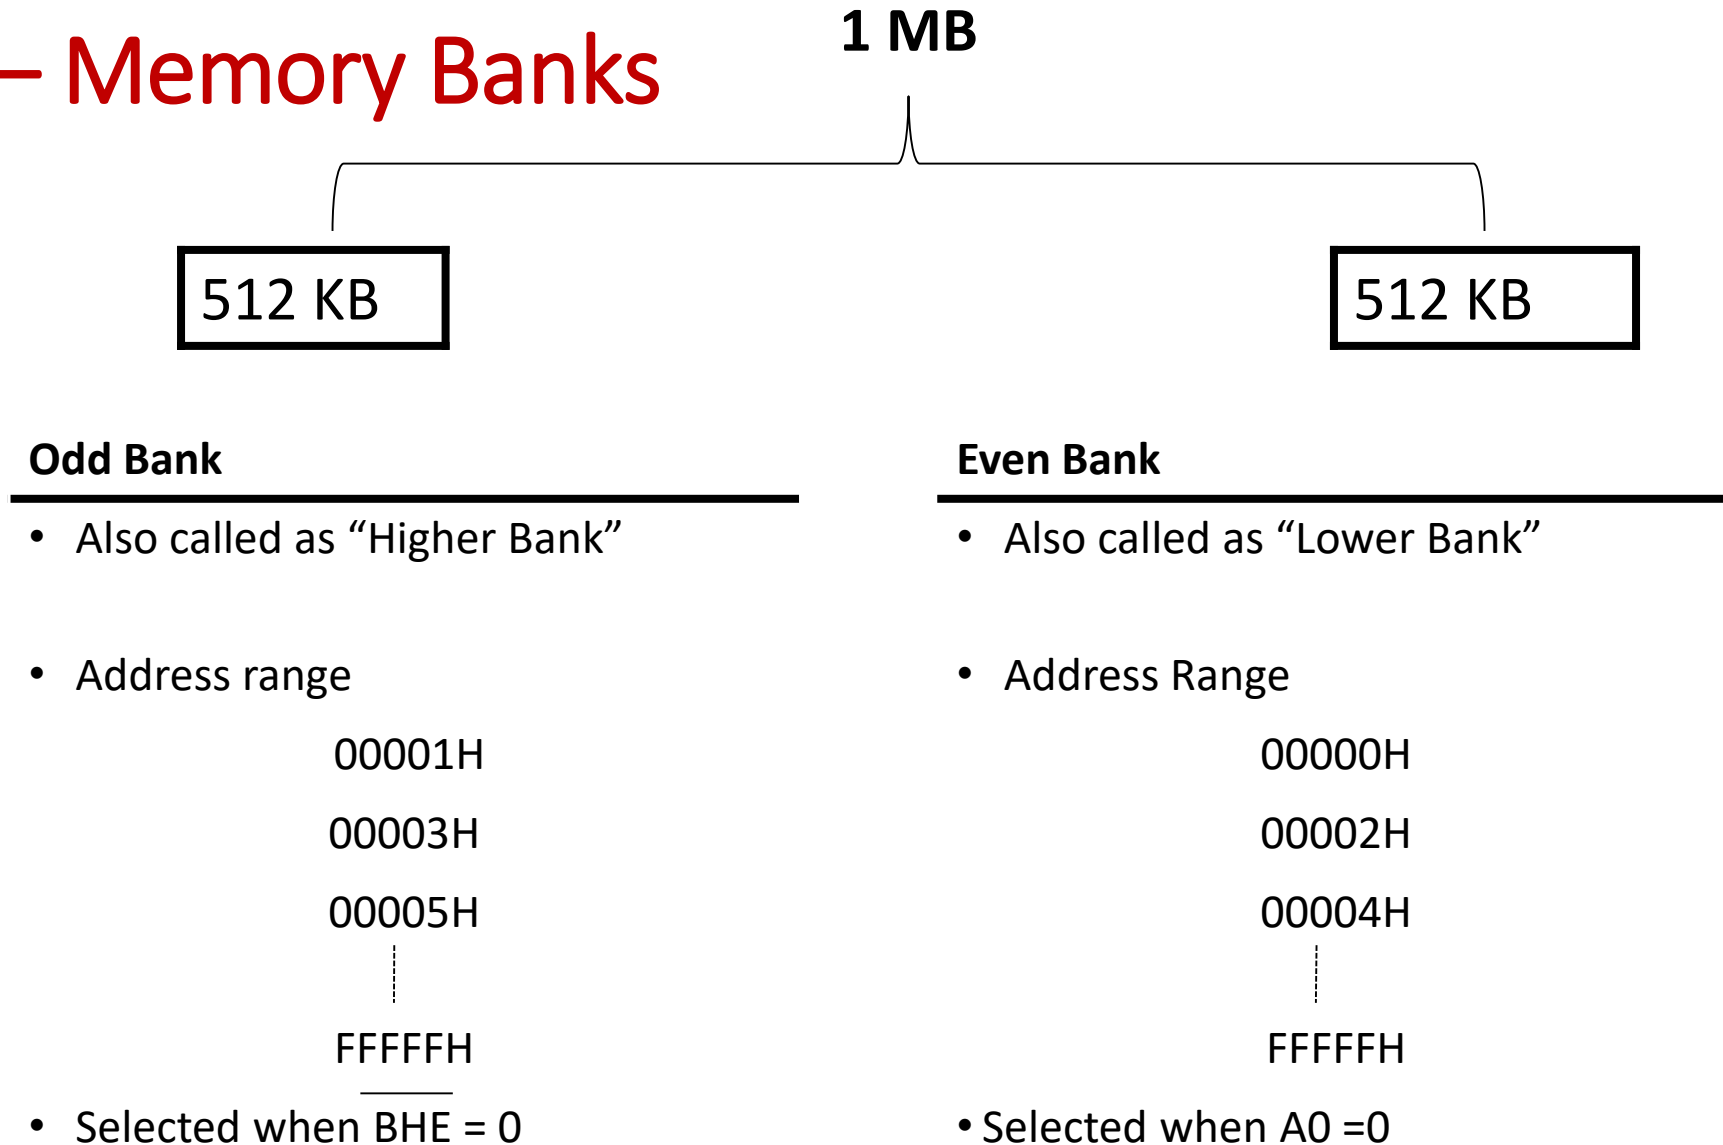 – Memory Banks
1 MB
512 KB
512 KB
Odd Bank
• Also called as “Higher Bank”
• Address range
00001H
00003H
00005H
FFFFFH
• Selected when B̅H̅E̅ = 0
Even Bank
• Also called as “Lower Bank”
• Address Range
00000H
00002H
00004H
FFFFFH
• Selected when A0 =0